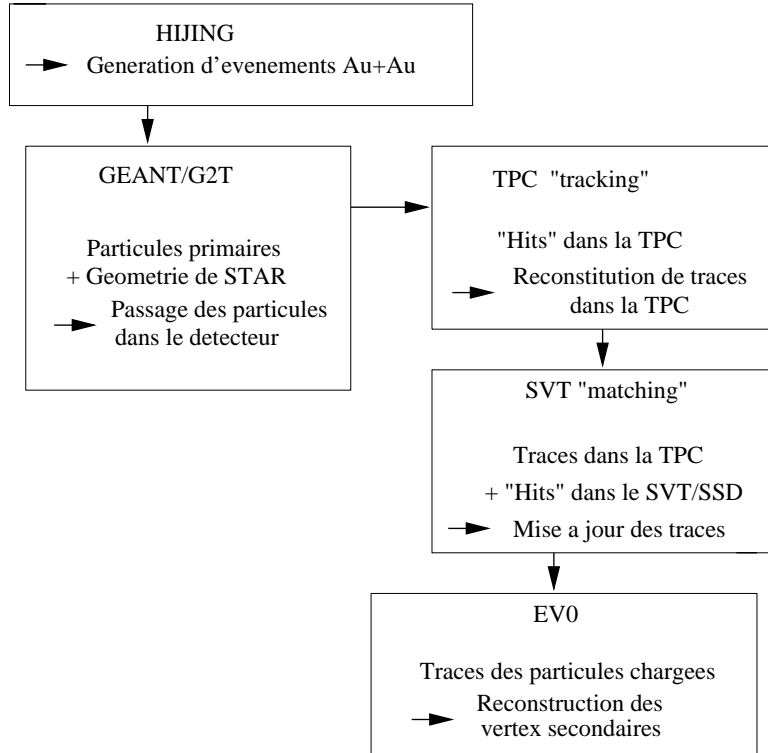 HIJING
Generation d'evenements Au+Au
GEANT/G2T
Particules primaires
+ Geometrie de STAR
Passage des particules
dans le detecteur
TPC "tracking"
"Hits" dans la TPC
Reconstitution de traces
dans la TPC
SVT "matching"
Traces dans la TPC
+ "Hits" dans le SVT/SSD
Mise a jour des traces
EV0
Traces des particules chargees
Reconstruction des
vertex secondaires